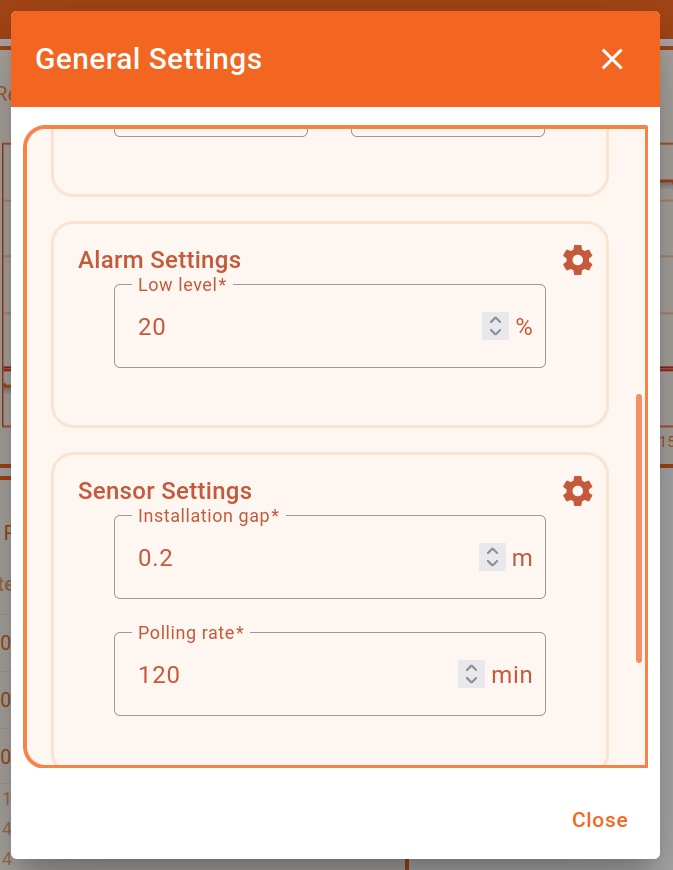 General Settings
Alarm Settings
Low level*
20 %
Sensor Settings
Installation gap*
0.2 m
Polling rate*
120 min
Close